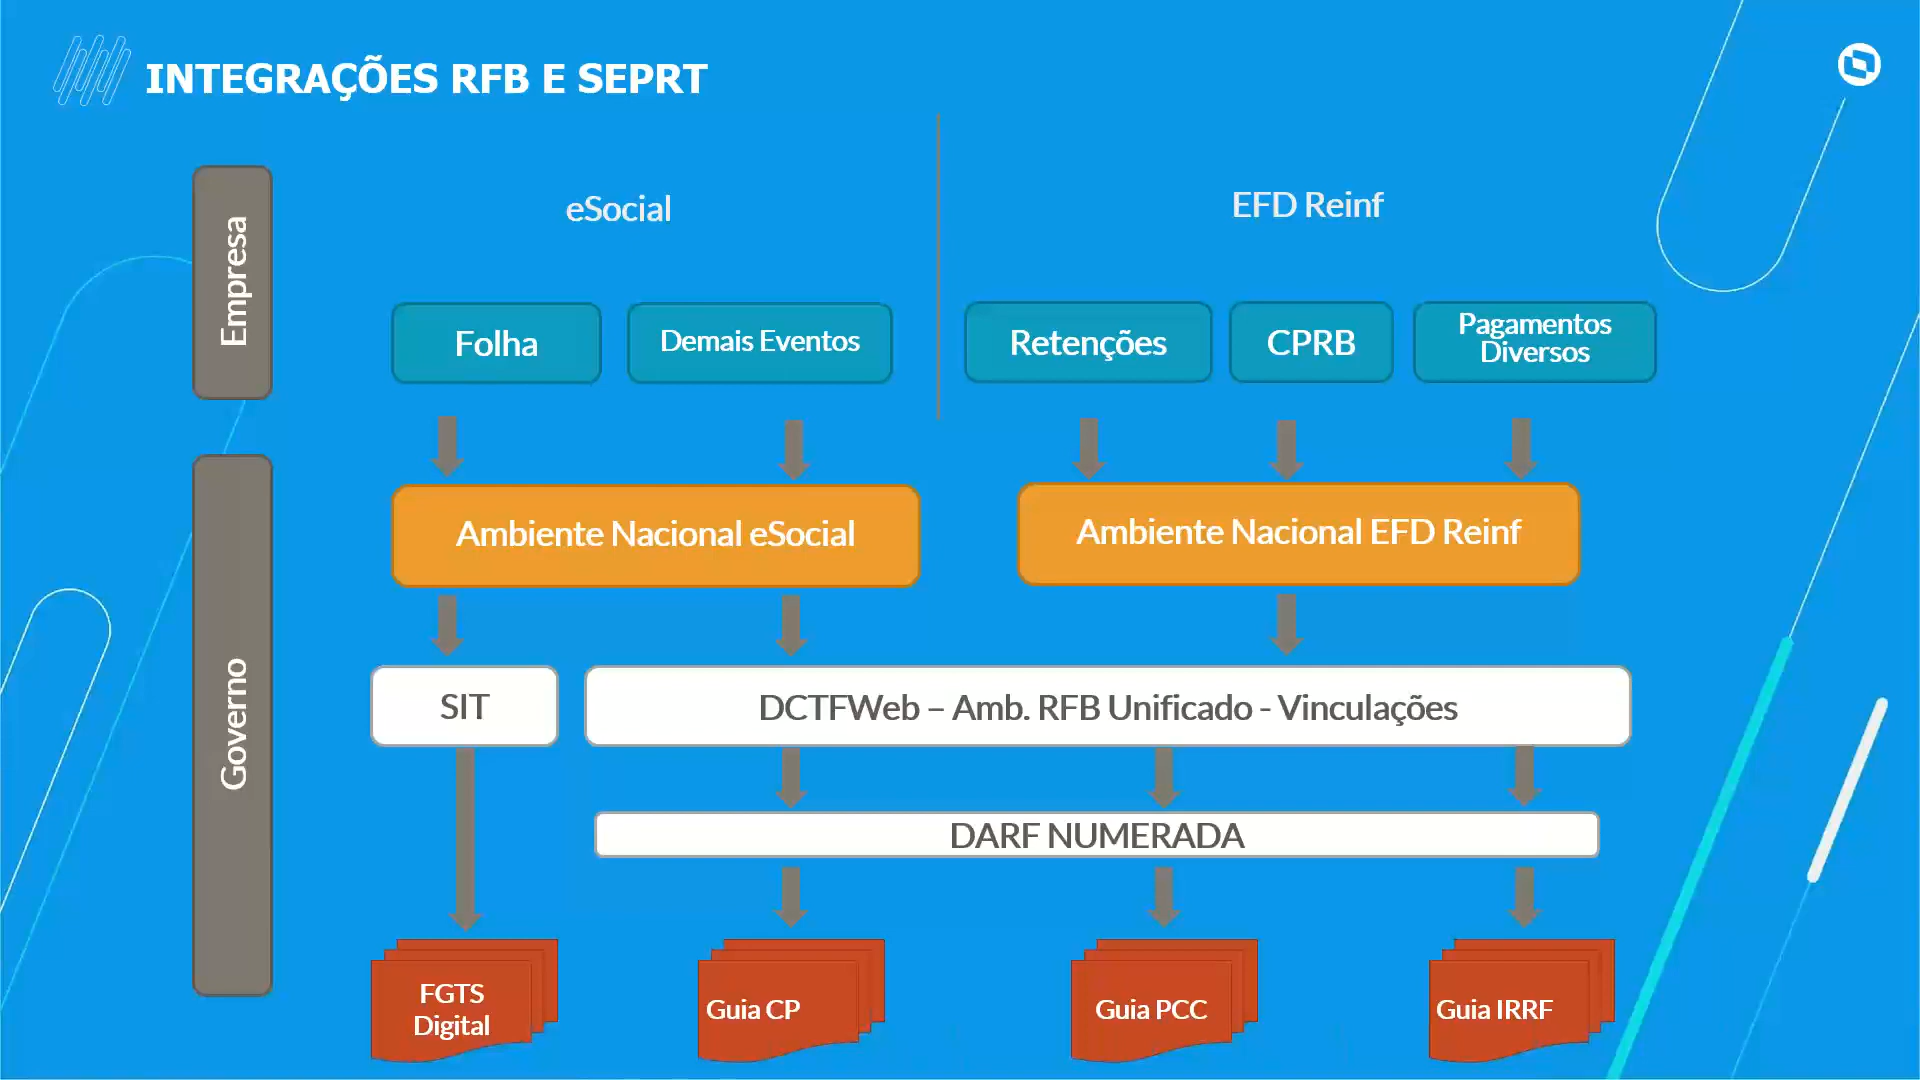 INTEGRAÇÕES RFB E SEPRT
Empresa
eSocial
EFD Reinf
Folha
Demais Eventos
Retenções
CPRB
Pagamentos
Diversos
Governo
Ambiente Nacional eSocial
Ambiente Nacional EFD Reinf
SIT
DCTFWeb – Amb. RFB Unificado - Vinculações
DARF NUMERADA
FGTS
Digital
Guia CP
Guia PCC
Guia IRRF